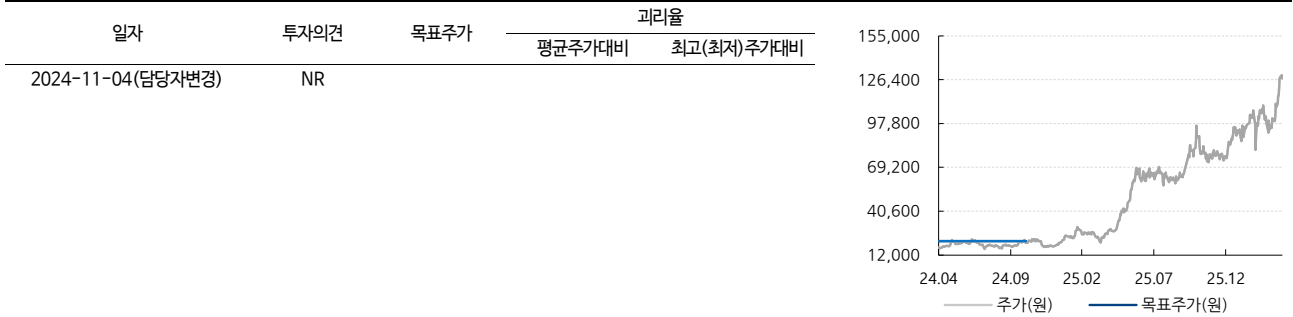 일자 투자의견 목표주가 괴리율
평균주가대비 최고(최저)주가대비
2024-11-04(담당자변경) NR
155,000
126,400
97,800
69,200
40,600
12,000
24.04 24.09 25.02 25.07 25.12
주가(원) 목표주가(원)